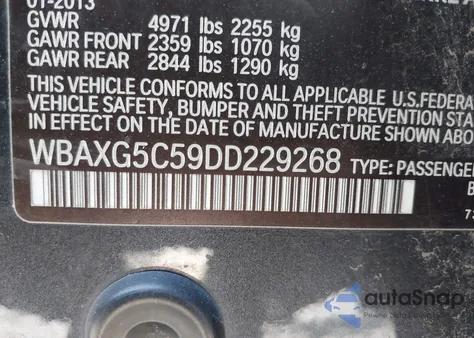 01-2013
GVWR 4971 lbs 2255 kg
GAWR FRONT 2359 lbs 1070 kg
GAWR REAR 2844 lbs 1290 kg
THIS VEHICLE CONFORMS TO ALL APPLICABLE U.S.FEDERA
VEHICLE SAFETY, BUMPER AND THEFT PREVENTION STA
IN EFFECT ON THE DATE OF MANUFACTURE SHOWN A
WBAXG5C59DD229268 TYPE: PASSENGE
autoSnap